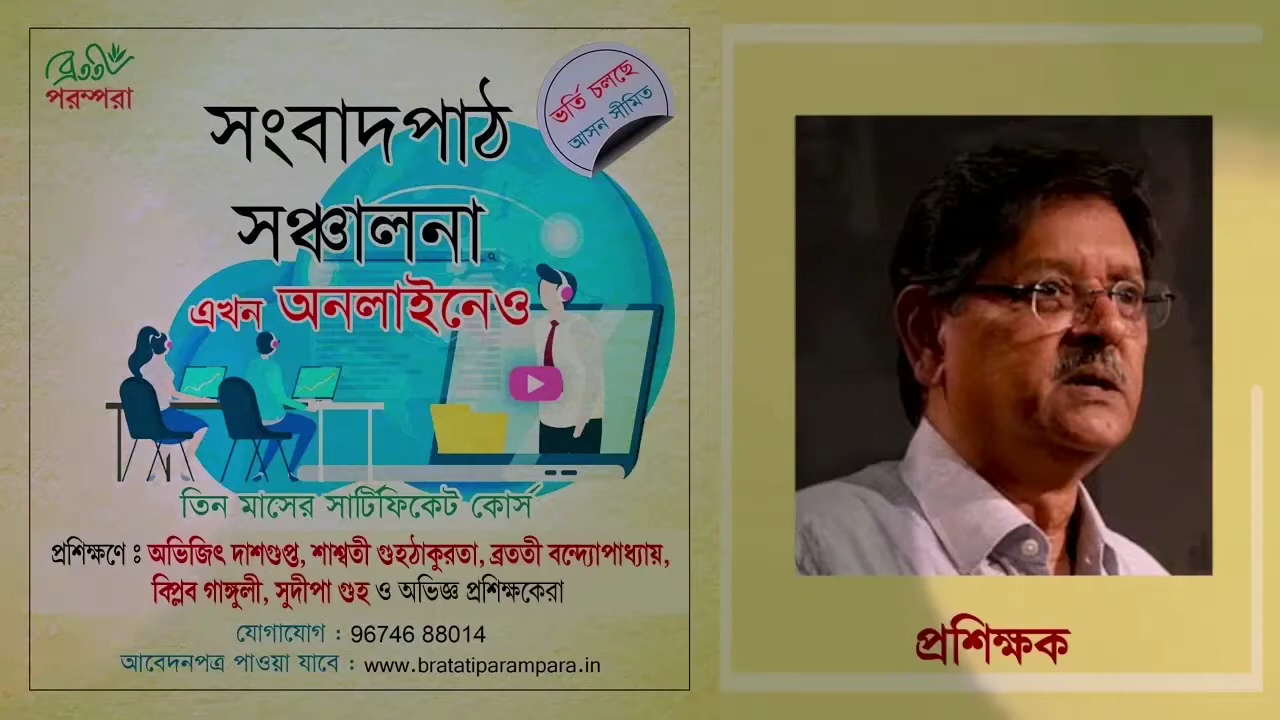 ব্রততী
পরম্পরা
ভর্তি চলছে
আসন সীমিত
সংবাদপাঠ
সঞ্চালনা
এখন অনলাইনেও
তিন মাসের সার্টিফিকেট কোর্স
প্রশিক্ষণে : অভিজিৎ দাশগুপ্ত, শাশ্বতী গুহঠাকুরতা, ব্রততী বন্দ্যোপাধ্যায়,
বিপ্লব গাঙ্গুলী, সুদীপা গুহ ও অভিজ্ঞ প্রশিক্ষকেরা
যোগাযোগ : 96746 88014
আবেদনপত্র পাওয়া যাবে : www.bratatiparampara.in
প্রশিক্ষক